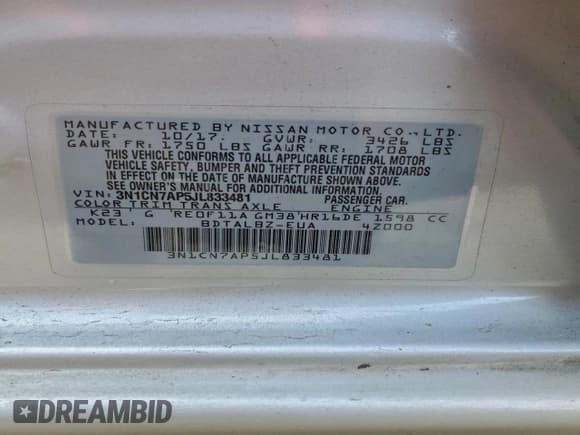 MANUFACTURED BY NISSAN MOTOR CO., LTD.
DATE: 10/17. GVWR: 3426 LBS
GAWR FR: 1750 LBS GAWR RR: 1708 LBS
THIS VEHICLE CONFORMS TO ALL APPLICABLE FEDERAL MOTOR
VEHICLE SAFETY, BUMPER AND THEFT PREVENTION STANDARDS
IN EFFECT ON THE DATE OF MANUFACTURE SHOWN ABOVE.
SEE OWNER'S MANUAL FOR ADDITIONAL INFORMATION.
VIN: 3N1CN7AP5JL833481 PASSENGER CAR.
COLOR TRIM TRANS AXLE ENGINE
K23 G RE0F11A GM38 HR16DE 1598 CC
MODEL: BDTALBZ-EUA 4Z000
3N1CN7AP5JL833481
DREAMBID